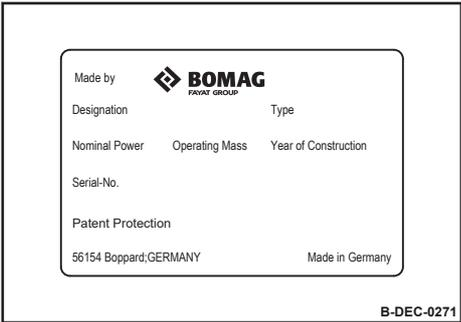 Made by BOMAG
FAYAT GROUP
Designation Type
Nominal Power Operating Mass Year of Construction
Serial-No.
Patent Protection
56154 Boppard;GERMANY Made in Germany
B-DEC-0271